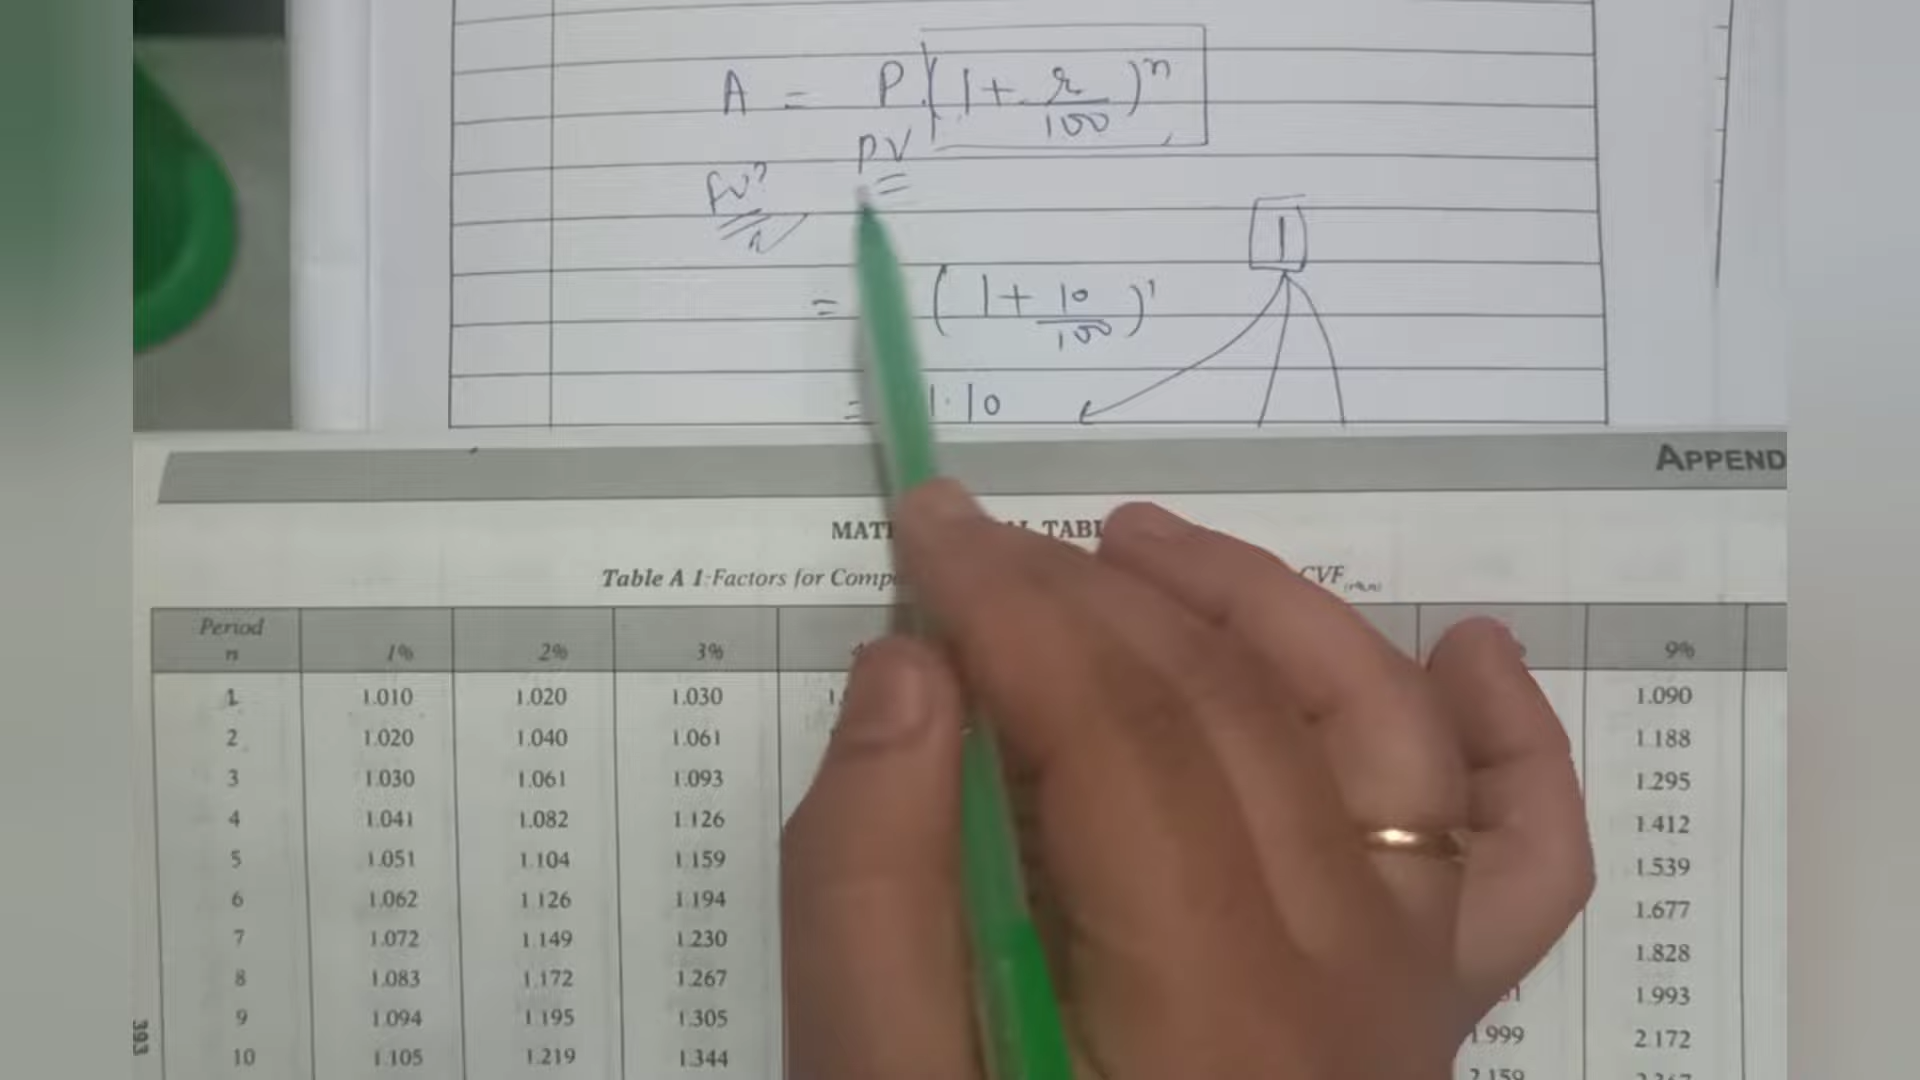 A = P (1 + r/100)^n
FV? PV
1
= (1 + 10/100)^1
= 1.10
APPEND
Table A 1: Factors for CVF
Period n 1% 2% 3% 9%
1 1.010 1.020 1.030 1.090
2 1.020 1.040 1.061 1.188
3 1.030 1.061 1.093 1.295
4 1.041 1.082 1.126 1.412
5 1.051 1.104 1.159 1.539
6 1.062 1.126 1.194 1.677
7 1.072 1.149 1.230 1.828
8 1.083 1.172 1.267 1.993
9 1.094 1.195 1.305 1.999 2.172
10 1.105 1.219 1.344 2.159
393